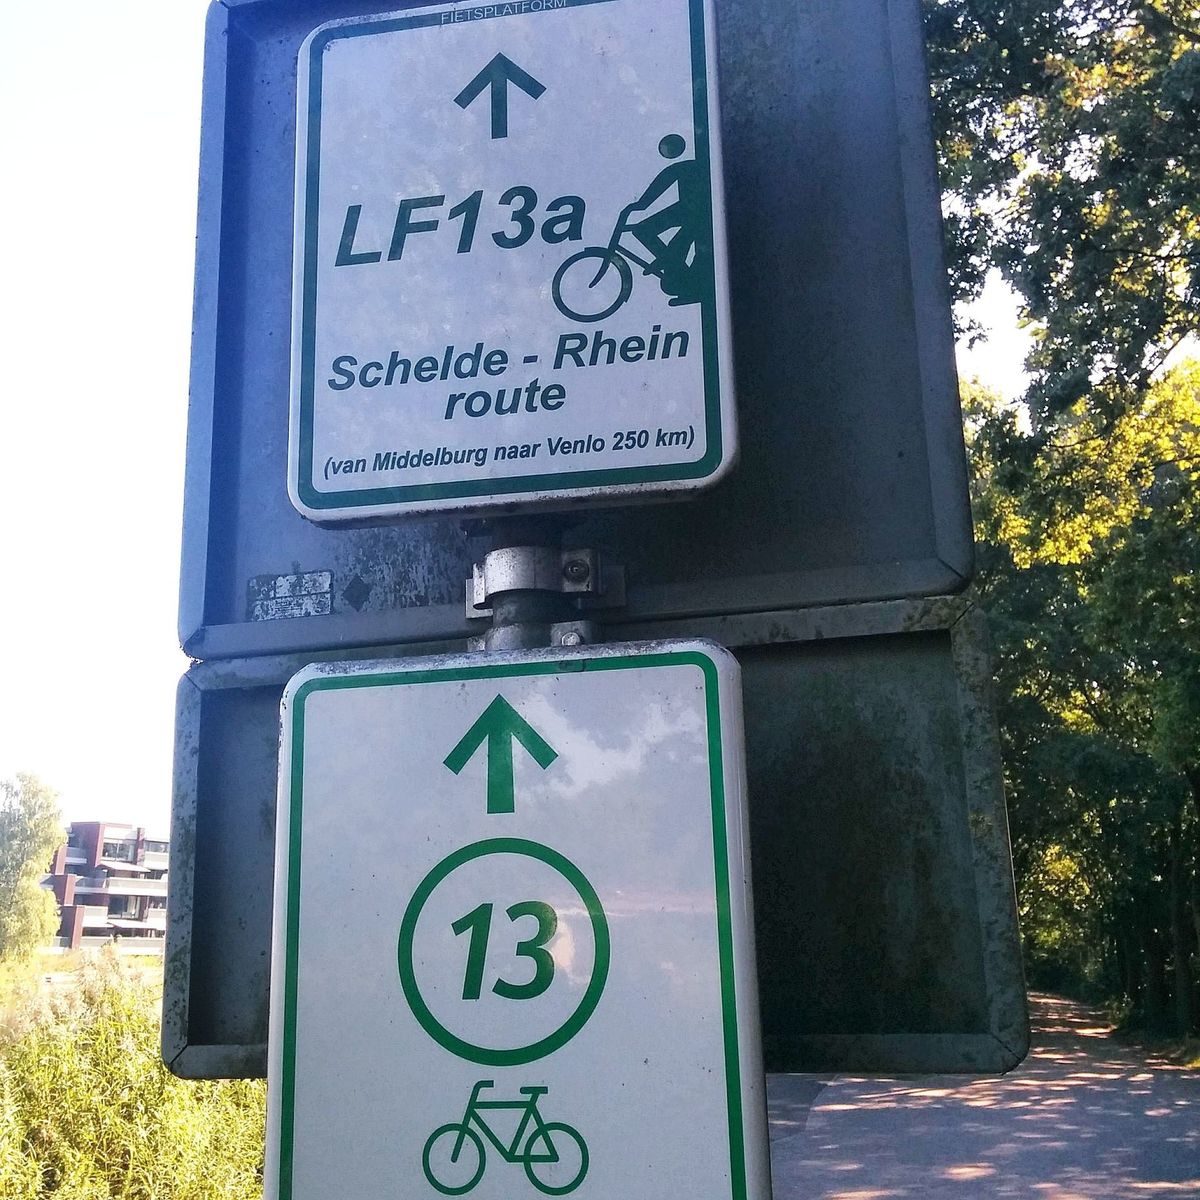 FIETSPLATFORM
LF13a
Schelde - Rhein
route
(van Middelburg naar Venlo 250 km)
13